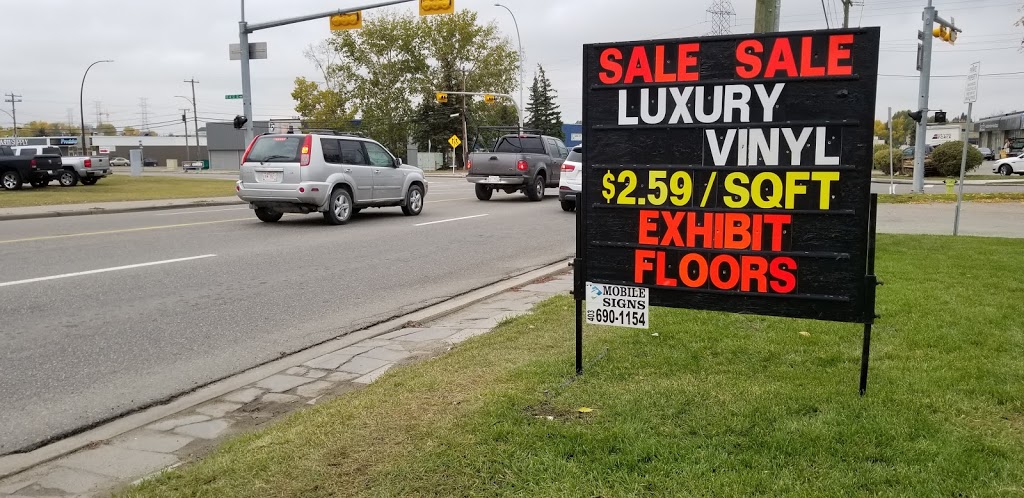 SALE SALE
LUXURY
VINYL
$2.59/SQFT
EXHIBIT
FLOORS
MOBILE
SIGNS
403 690-1154